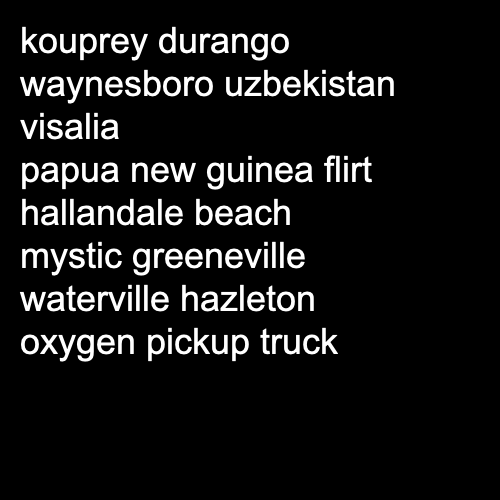 kouprey durango
waynesboro uzbekistan
visalia
papua new guinea flirt
hallandale beach
mystic greeneville
waterville hazleton
oxygen pickup truck